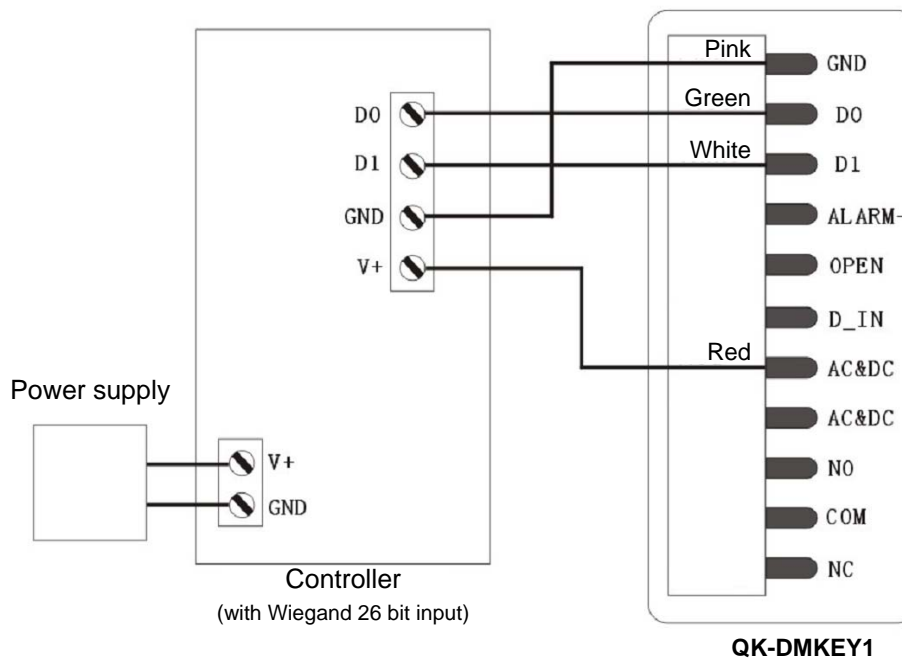 Pink
GND
Green
D0
D0
White
D1
D1
ALARM-
GND
OPEN
V+
D_IN
Red
AC&DC
Power supply
AC&DC
V+
NO
GND
COM
NC
Controller
(with Wiegand 26 bit input)
QK-DMKEY1